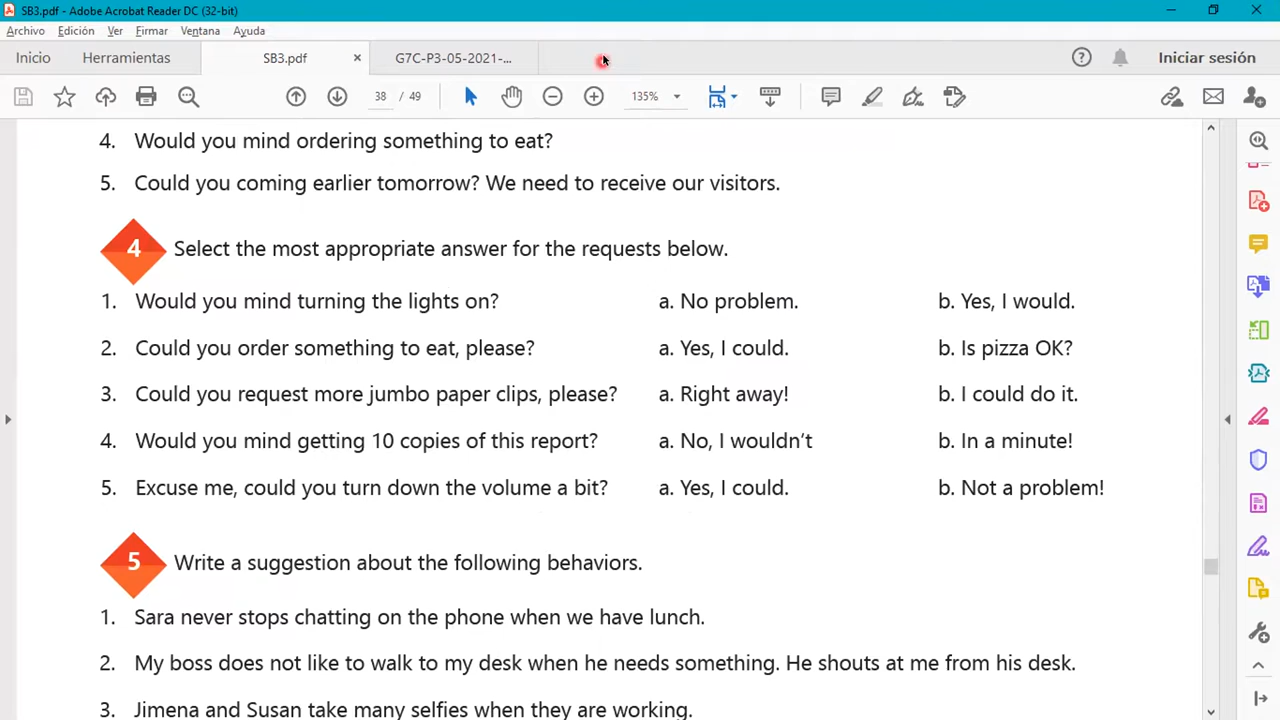 SB3.pdf - Adobe Acrobat Reader DC (32-bit)
Archivo Edición Ver Firmar Ventana Ayuda
Inicio Herramientas SB3.pdf G7C-P3-05-2021-... Iniciar sesión
38 / 49 135%
4. Would you mind ordering something to eat?
5. Could you coming earlier tomorrow? We need to receive our visitors.
4 Select the most appropriate answer for the requests below.
1. Would you mind turning the lights on? a. No problem. b. Yes, I would.
2. Could you order something to eat, please? a. Yes, I could. b. Is pizza OK?
3. Could you request more jumbo paper clips, please? a. Right away! b. I could do it.
4. Would you mind getting 10 copies of this report? a. No, I wouldn't b. In a minute!
5. Excuse me, could you turn down the volume a bit? a. Yes, I could. b. Not a problem!
5 Write a suggestion about the following behaviors.
1. Sara never stops chatting on the phone when we have lunch.
2. My boss does not like to walk to my desk when he needs something. He shouts at me from his desk.
3. Jimena and Susan take many selfies when they are working.